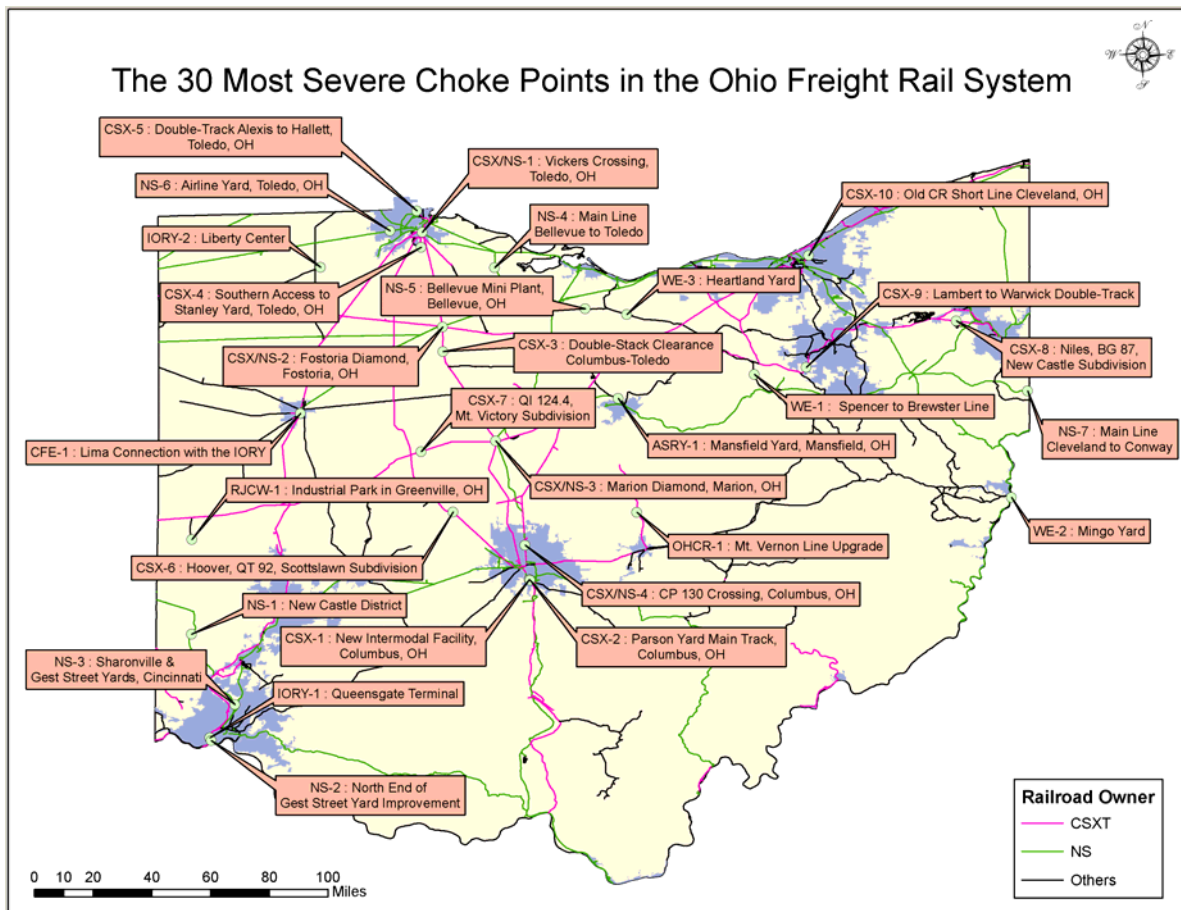 N
W
E
S
The 30 Most Severe Choke Points in the Ohio Freight Rail System
CSX-5 : Double-Track Alexis to Hallett,
Toledo, OH
CSX/NS-1 : Vickers Crossing,
Toledo, OH
NS-6 : Airline Yard, Toledo, OH
CSX-10 : Old CR Short Line Cleveland, OH
NS-4 : Main Line
Bellevue to Toledo
IORY-2 : Liberty Center
NS-5 : Bellevue Mini Plant,
Bellevue, OH
WE-3 : Heartland Yard
CSX-9 : Lambert to Warwick Double-Track
CSX-4 : Southern Access to
Stanley Yard, Toledo, OH
CSX-3 : Double-Stack Clearance
Columbus-Toledo
CSX-8 : Niles, BG 87,
New Castle Subdivision
CSX/NS-2 : Fostoria Diamond,
Fostoria, OH
CSX-7 : QI 124.4,
Mt. Victory Subdivision
WE-1 : Spencer to Brewster Line
NS-7 : Main Line
Cleveland to Conway
CFE-1 : Lima Connection with the IORY
ASRY-1 : Mansfield Yard, Mansfield, OH
RJCW-1 : Industrial Park in Greenville, OH
CSX/NS-3 : Marion Diamond, Marion, OH
WE-2 : Mingo Yard
OHCR-1 : Mt. Vernon Line Upgrade
CSX-6 : Hoover, QT 92, Scottslawn Subdivision
CSX/NS-4 : CP 130 Crossing, Columbus, OH
NS-1 : New Castle District
CSX-1 : New Intermodal Facility,
Columbus, OH
CSX-2 : Parson Yard Main Track,
Columbus, OH
NS-3 : Sharonville &
Gest Street Yards, Cincinnati
IORY-1 : Queensgate Terminal
NS-2 : North End of
Gest Street Yard Improvement
Railroad Owner
CSXT
NS
Others
0 10 20 40 60 80 100
Miles